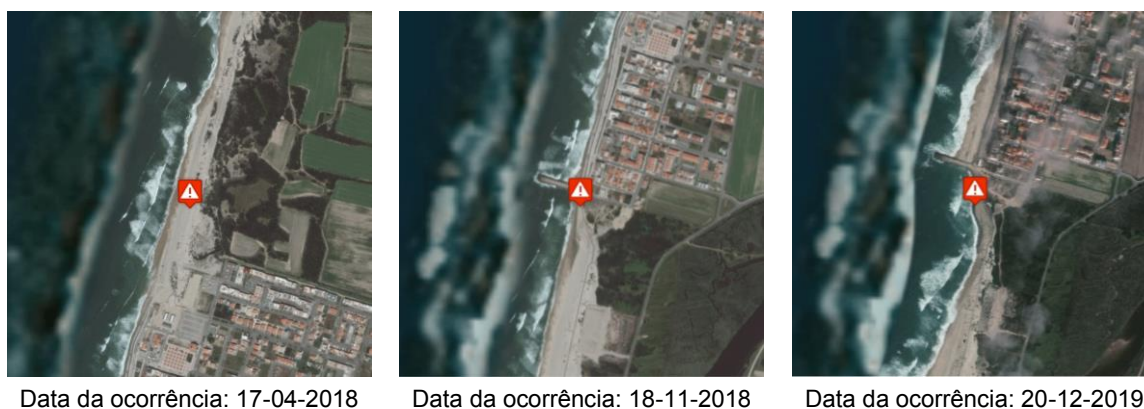 Data da ocorrência: 17-04-2018
Data da ocorrência: 18-11-2018
Data da ocorrência: 20-12-2019